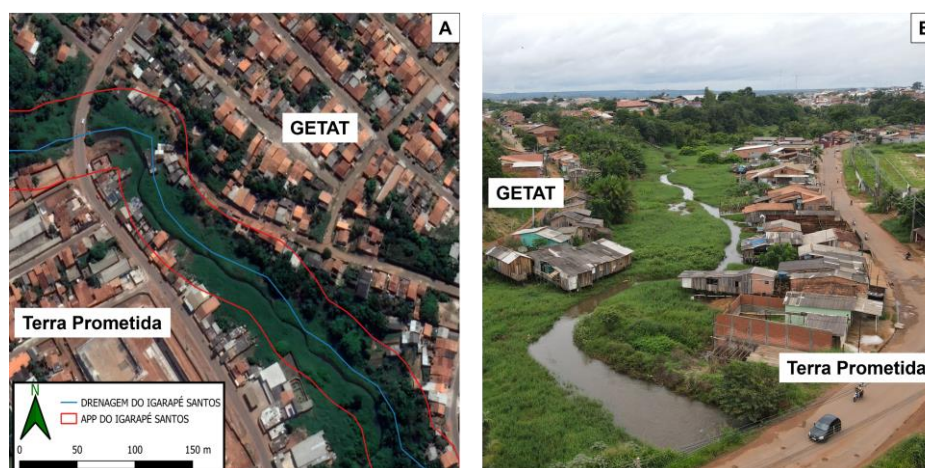 A
GETAT
Terra Prometida
N
DRENAGEM DO IGARAPÉ SANTOS
APP DO IGARAPÉ SANTOS
0 50 100 150 m
GETAT
Terra Prometida